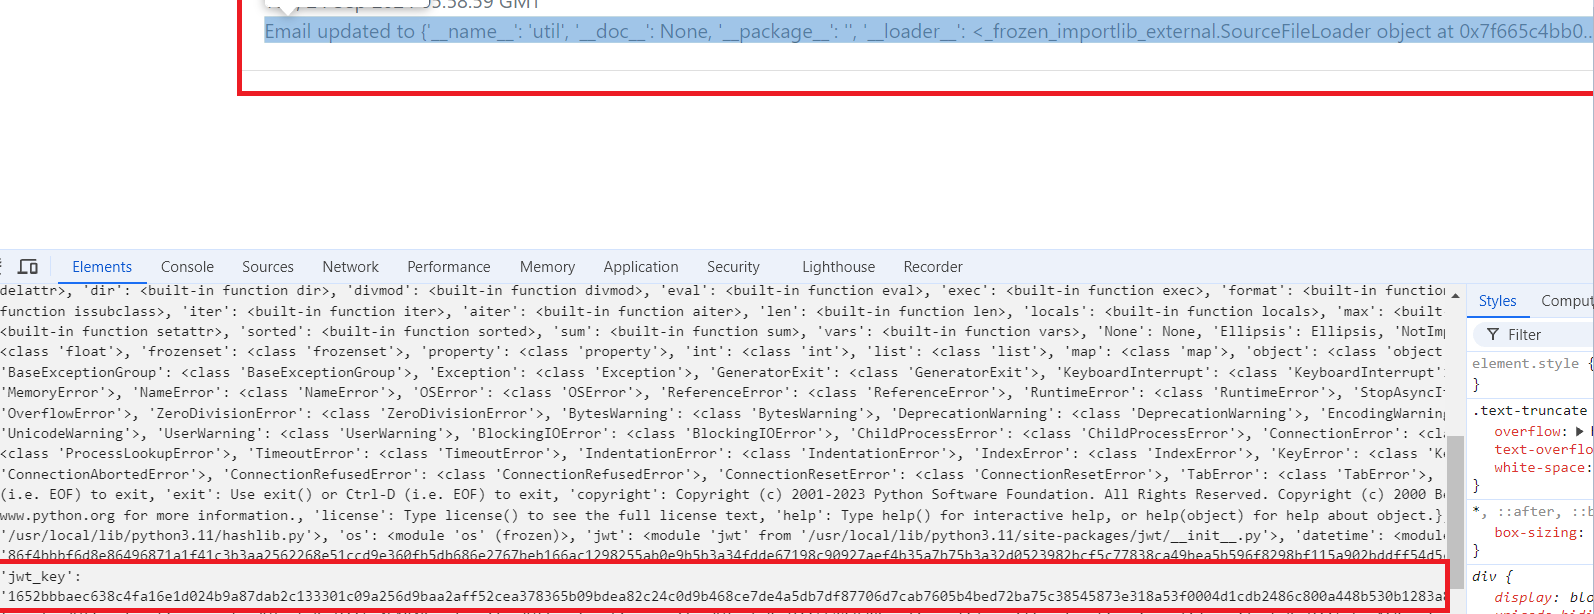 05:58:59 GMT
Email updated to {'__name__': 'util', '__doc__': None, '__package__': '', '__loader__': <_frozen_importlib_external.SourceFileLoader object at 0x7f665c4bb0...
Elements Console Sources Network Performance Memory Application Security Lighthouse Recorder
delattr>, 'dir': <built-in function dir>, 'divmod': <built-in function divmod>, 'eval': <built-in function eval>, 'exec': <built-in function exec>, 'format': <built-in function
function issubclass>, 'iter': <built-in function iter>, 'aiter': <built-in function aiter>, 'len': <built-in function len>, 'locals': <built-in function locals>, 'max': <built
<built-in function setattr>, 'sorted': <built-in function sorted>, 'sum': <built-in function sum>, 'vars': <built-in function vars>, 'None': None, 'Ellipsis': Ellipsis, 'NotImp
<class 'float'>, 'frozenset': <class 'frozenset'>, 'property': <class 'property'>, 'int': <class 'int'>, 'list': <class 'list'>, 'map': <class 'map'>, 'object': <class 'object
'BaseExceptionGroup': <class 'BaseExceptionGroup'>, 'Exception': <class 'Exception'>, 'GeneratorExit': <class 'GeneratorExit'>, 'KeyboardInterrupt': <class 'KeyboardInterrupt'
'MemoryError'>, 'NameError': <class 'NameError'>, 'OSError': <class 'OSError'>, 'ReferenceError': <class 'ReferenceError'>, 'RuntimeError': <class 'RuntimeError'>, 'StopAsyncI
'OverflowError'>, 'ZeroDivisionError': <class 'ZeroDivisionError'>, 'BytesWarning': <class 'BytesWarning'>, 'DeprecationWarning': <class 'DeprecationWarning'>, 'EncodingWarning
'UnicodeWarning'>, 'UserWarning': <class 'UserWarning'>, 'BlockingIOError': <class 'BlockingIOError'>, 'ChildProcessError': <class 'ChildProcessError'>, 'ConnectionError': <cl
<class 'ProcessLookupError'>, 'TimeoutError': <class 'TimeoutError'>, 'IndentationError': <class 'IndentationError'>, 'IndexError': <class 'IndexError'>, 'KeyError': <class 'K
'ConnectionAbortedError'>, 'ConnectionRefusedError': <class 'ConnectionRefusedError'>, 'ConnectionResetError': <class 'ConnectionResetError'>, 'TabError': <class 'TabError'>,
(i.e. EOF) to exit, 'exit': Use exit() or Ctrl-D (i.e. EOF) to exit, 'copyright': Copyright (c) 2001-2023 Python Software Foundation. All Rights Reserved. Copyright (c) 2000 Be
www.python.org for more information., 'license': Type license() to see the full license text, 'help': Type help() for interactive help, or help(object) for help about object.}
'/usr/local/lib/python3.11/hashlib.py'>, 'os': <module 'os' (frozen)>, 'jwt': <module 'jwt' from '/usr/local/lib/python3.11/site-packages/jwt/__init__.py'>, 'datetime': <modul
'86f4bbbf6d8e86496871a1f41c3b3aa2562268e51ccd9e360fb5db686e2767beb166ac1298255ab0e9b5b3a34fdde67198c90927aef4b35a7b75b3a32d0523982bcf5c77838ca49bea5b596f8298bf115a902bddff54d5
'jwt_key':
'1652bbbaec638c4fa16e1d024b9a87dab2c133301c09a256d9baa2aff52cea378365b09bdea82c24c0d9b468ce7de4a5db7df87706d7cab7605b4bed72ba75c38545873e318a53f0004d1cdb2486c800a448b530b1283a
Styles Comput
Filter
element.style {
}
.text-truncate
overflow:
text-overflo
white-space:
}
*, ::after, ::b
box-sizing:
}
div {
display: blo